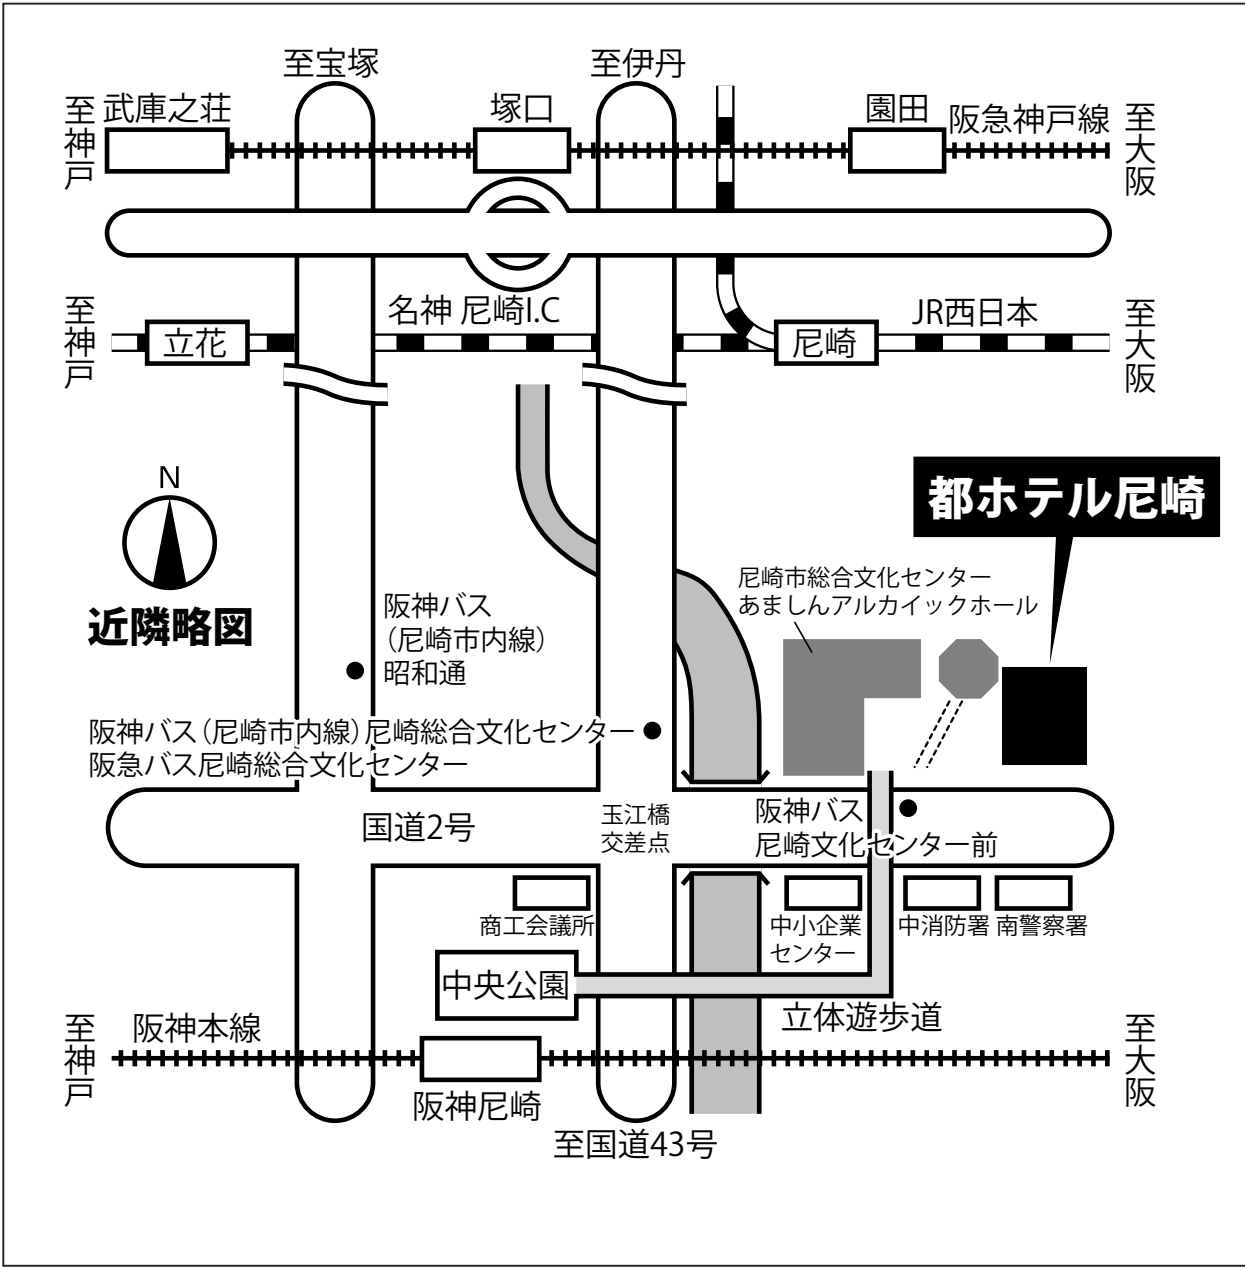 至宝塚
至伊丹
至神戸
武庫之荘
塚口
園田
阪急神戸線
至大阪
名神 尼崎I.C
JR西日本
至神戸
立花
尼崎
至大阪
N
近隣略図
都ホテル尼崎
尼崎市総合文化センター
あましんアルカイックホール
阪神バス
（尼崎市内線）
昭和通
阪神バス（尼崎市内線）尼崎総合文化センター
阪急バス尼崎総合文化センター
国道2号
玉江橋
交差点
阪神バス
尼崎文化センター前
商工会議所
中小企業
センター
中消防署
南警察署
中央公園
立体遊歩道
至神戸
阪神本線
阪神尼崎
至大阪
至国道43号